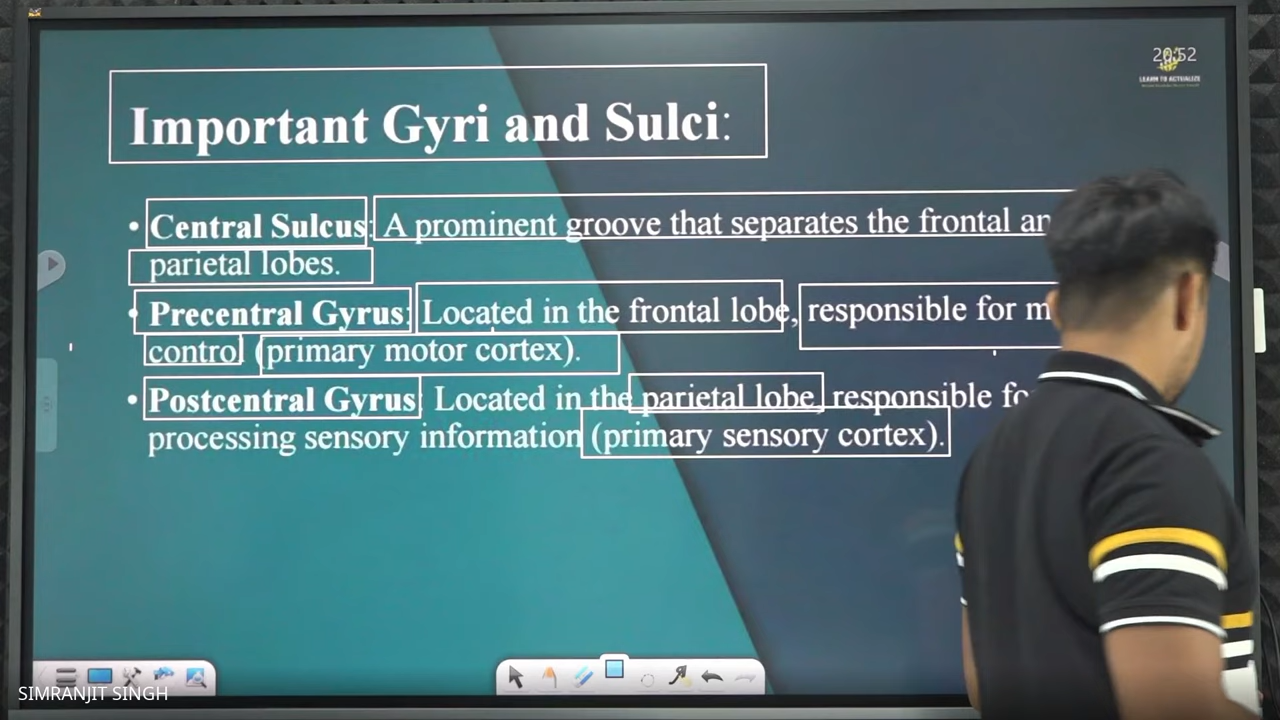 20:52
LEARN TO ACTUALIZE
Important Gyri and Sulci:
• Central Sulcus: A prominent groove that separates the frontal an
parietal lobes.
• Precentral Gyrus: Located in the frontal lobe, responsible for m
control (primary motor cortex).
• Postcentral Gyrus: Located in the parietal lobe, responsible fo
processing sensory information (primary sensory cortex).
SIMRANJIT SINGH